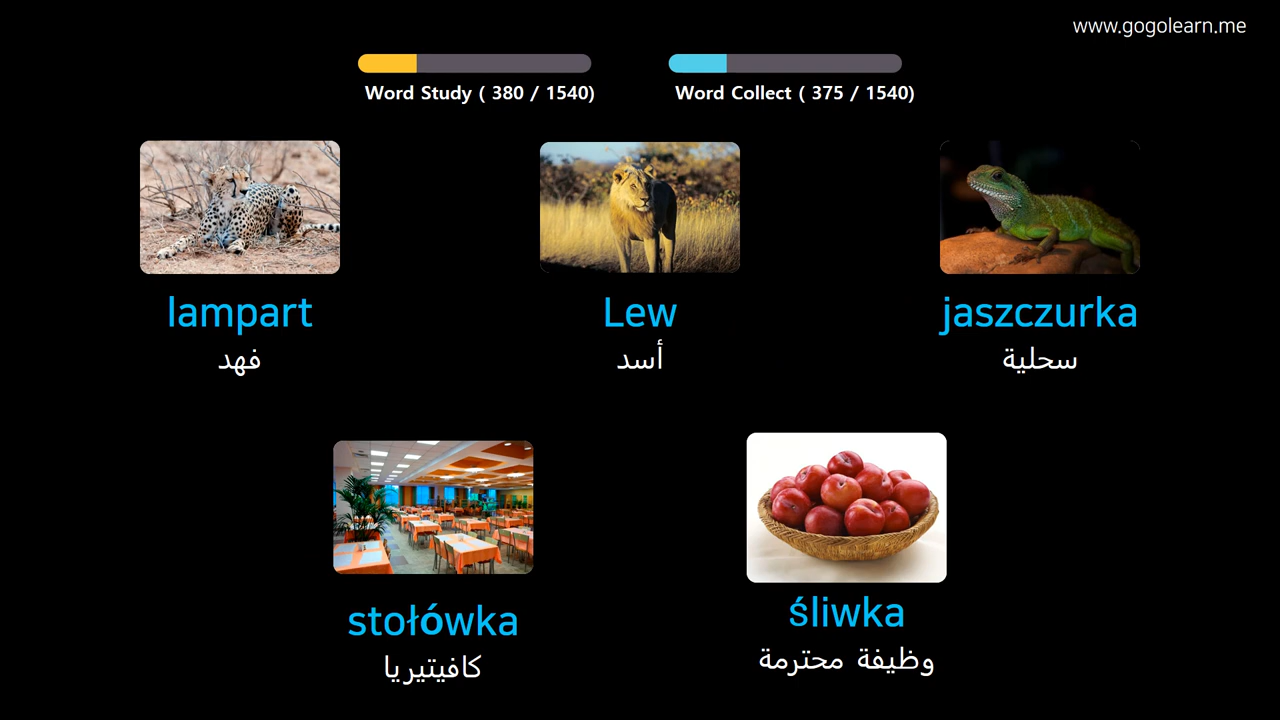 www.gogolearn.me
Word Study ( 380 / 1540)
Word Collect ( 375 / 1540)
lampart
فهد
Lew
أسد
jaszczurka
سحلية
stołówka
كافيتيريا
śliwka
وظيفة محترمة